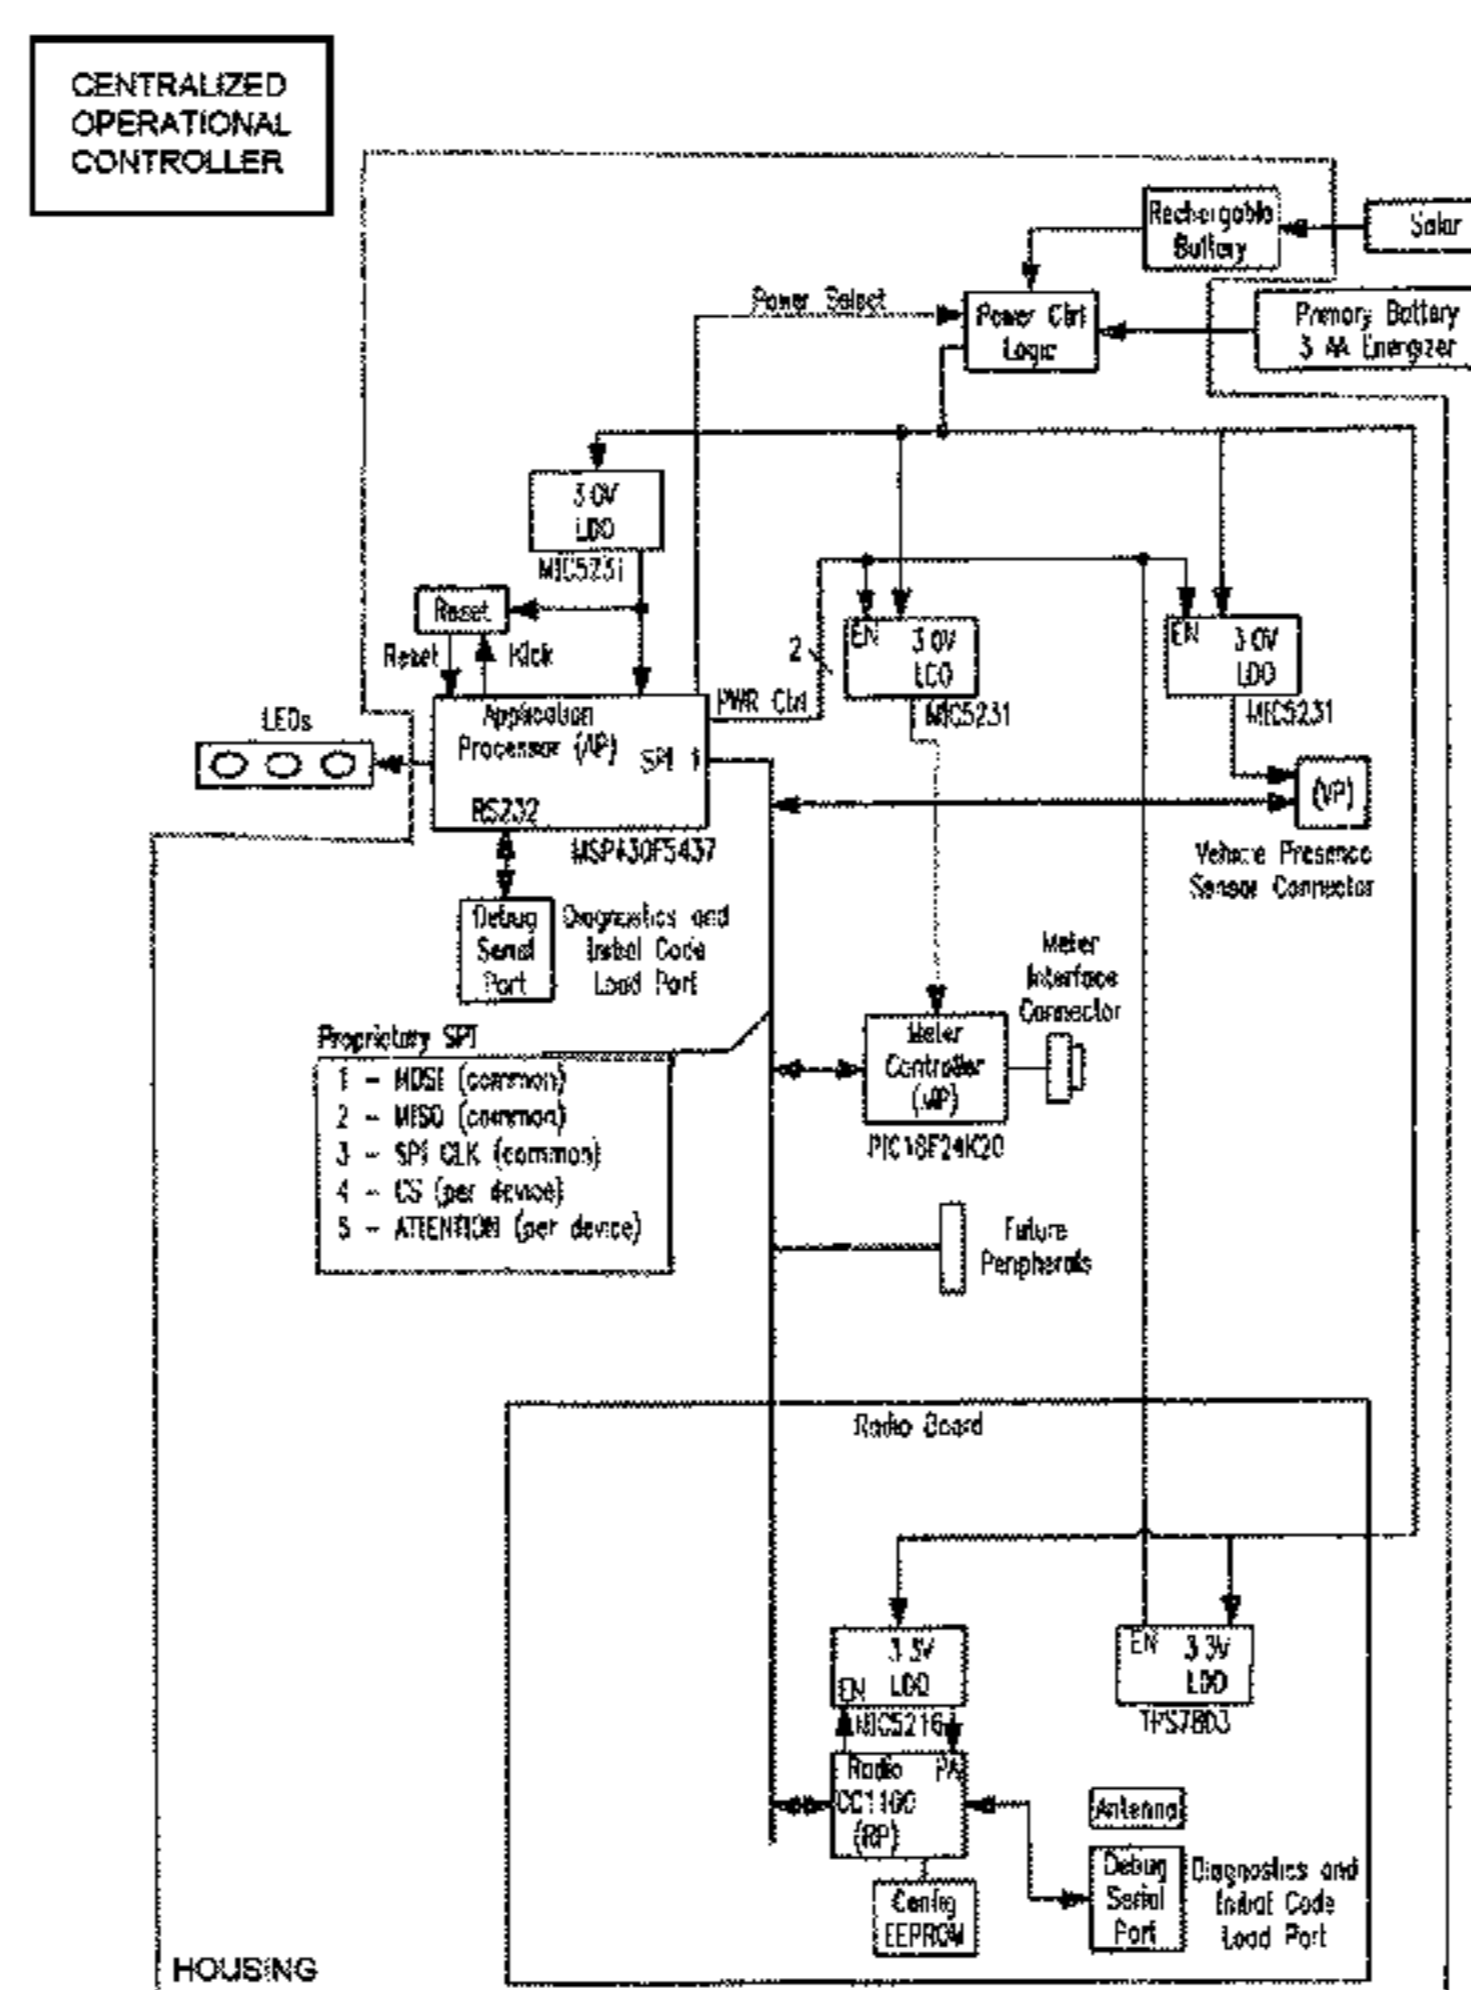 CENTRALIZED
OPERATIONAL
CONTROLLER
Rechargable
Battery
Solar
Power Select
Power Ctrl
Logic
Primary Battery
3 AA Energizer
3.0V
LDO
MIC5231
Reset
Reset
Kick
EN 3.0V
LDO
MIC5231
EN 3.0V
LDO
MIC5231
2
PWR Ctrl
LEDs
Application
Processor (AP)
SPI 1
RS232
MSP430F5437
(VP)
Vehicle Presence
Sensor Connector
Debug
Serial
Port
Diagnostics and
Initial Code
Load Port
Meter
Interface
Connector
Proprietary SPI
1 - MOSI (common)
2 - MISO (common)
3 - SPI CLK (common)
4 - CS (per device)
5 - ATTENTION (per device)
Meter
Controller
(MP)
PIC18F24K20
Future
Peripherals
Radio Board
3.3V
EN LDO
MIC5216
EN 3.3V
LDO
Radio PA
CC1100
(RP)
Antenna
Config
EEPROM
Debug
Serial
Port
Diagnostics and
Initial Code
Load Port
HOUSING